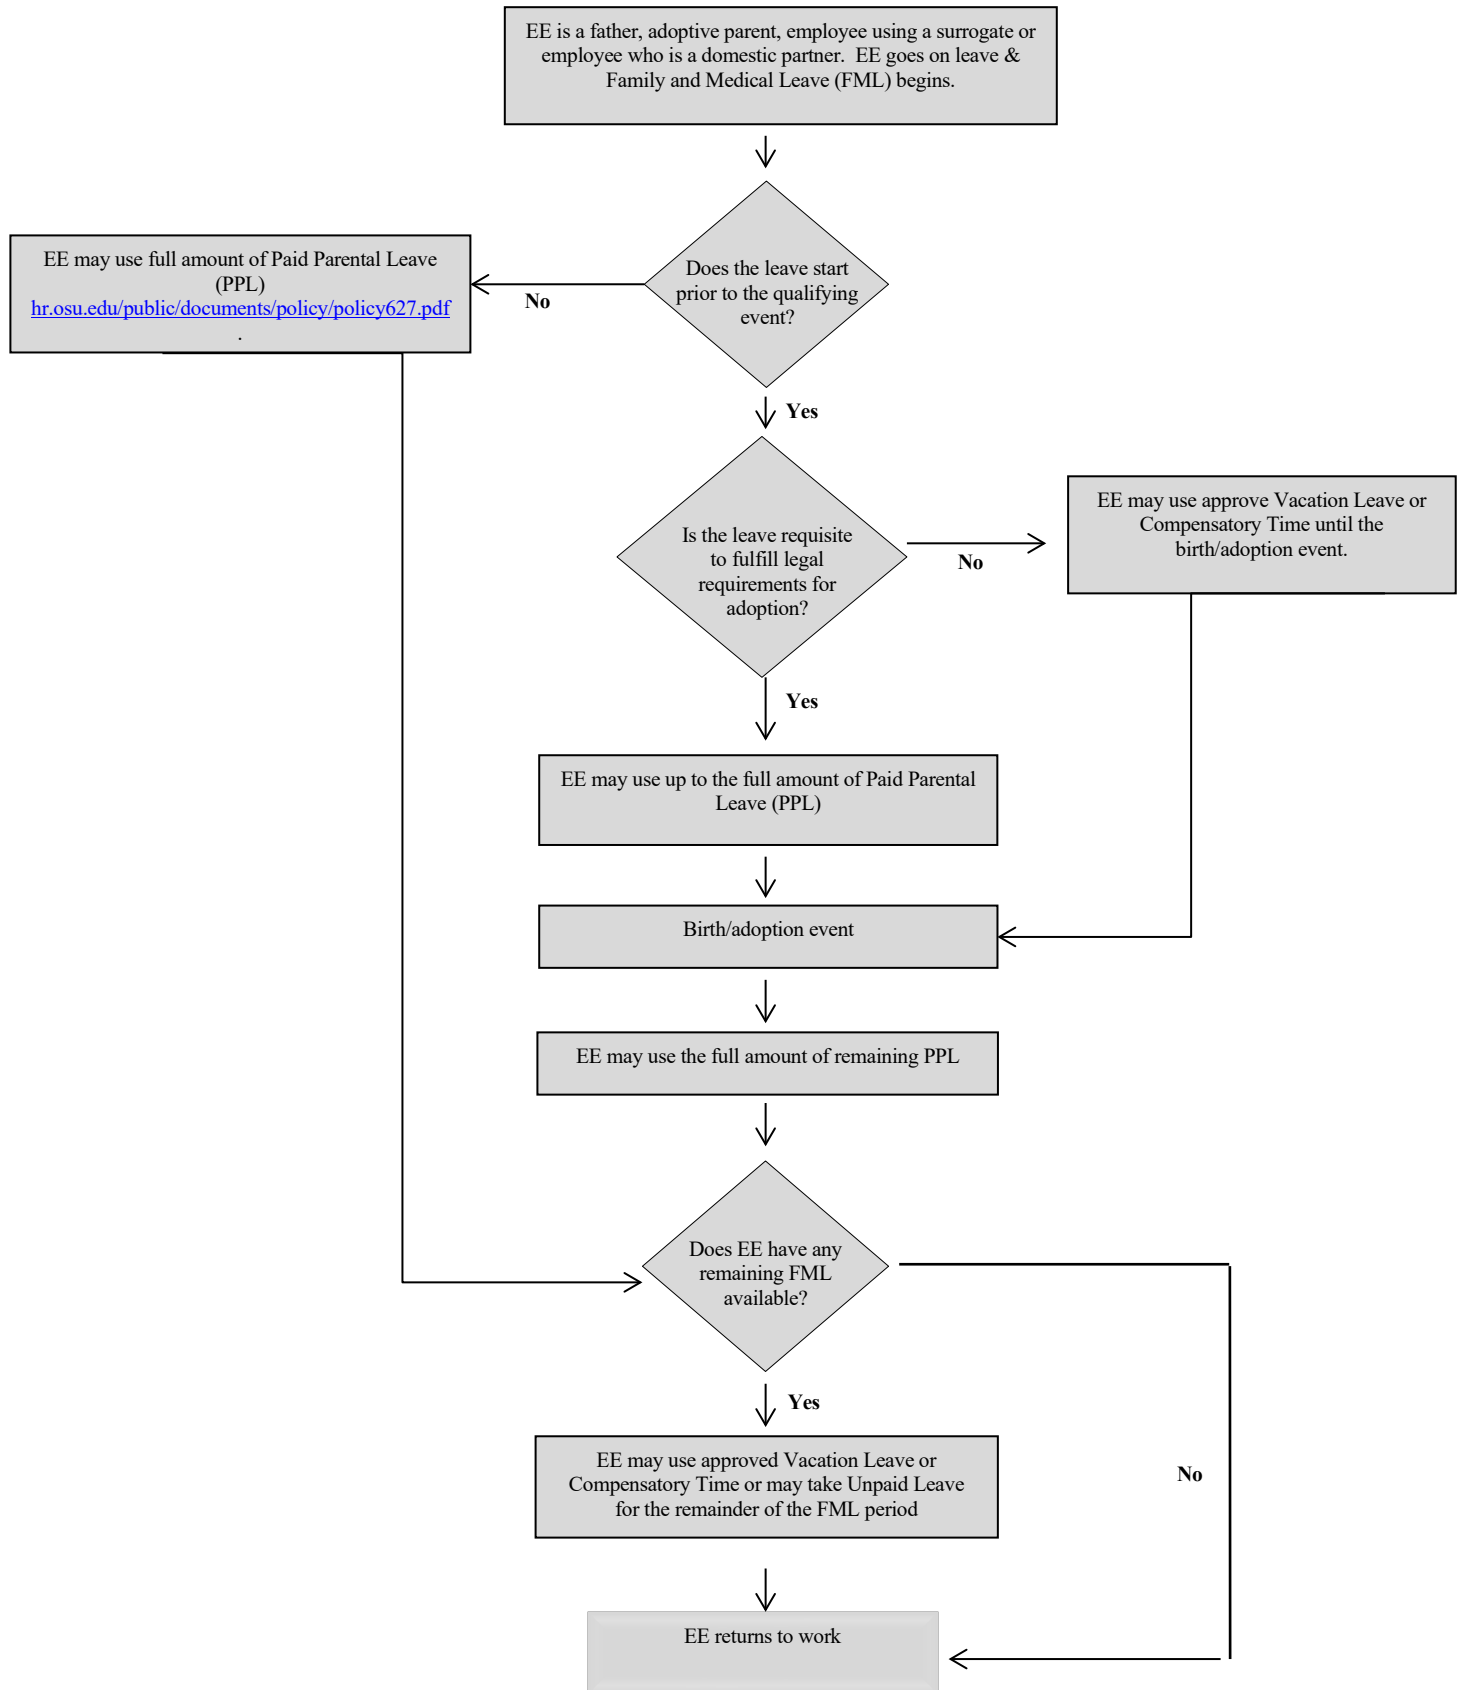 EE is a father, adoptive parent, employee using a surrogate or
employee who is a domestic partner.  EE goes on leave &
Family and Medical Leave (FML) begins.
Does the leave start
prior to the qualifying
event?
No
EE may use full amount of Paid Parental Leave
(PPL)
hr.osu.edu/public/documents/policy/policy627.pdf
.
Yes
Is the leave requisite
to fulfill legal
requirements for
adoption?
No
EE may use approve Vacation Leave or
Compensatory Time until the
birth/adoption event.
Yes
EE may use up to the full amount of Paid Parental
Leave (PPL)
Birth/adoption event
EE may use the full amount of remaining PPL
Does EE have any
remaining FML
available?
Yes
EE may use approved Vacation Leave or
Compensatory Time or may take Unpaid Leave
for the remainder of the FML period
No
EE returns to work